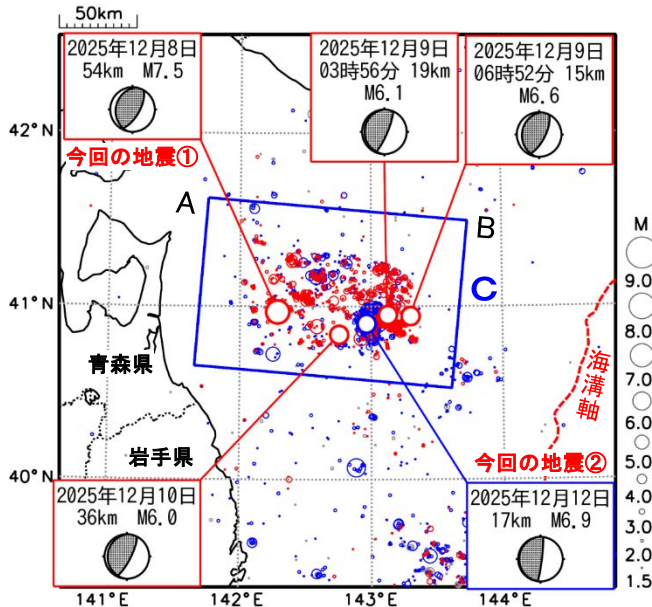 50km
2025年12月8日
54km M7.5
2025年12月9日
03時56分 19km
M6.1
2025年12月9日
06時52分 15km
M6.6
今回の地震①
42°N
A
B
C
M
9.0
8.0
7.0
6.0
5.0
4.0
3.0
2.0
1.5
41°N
青森県
海溝軸
岩手県
今回の地震②
40°N
2025年12月10日
36km M6.0
2025年12月12日
17km M6.9
141°E
142°E
143°E
144°E